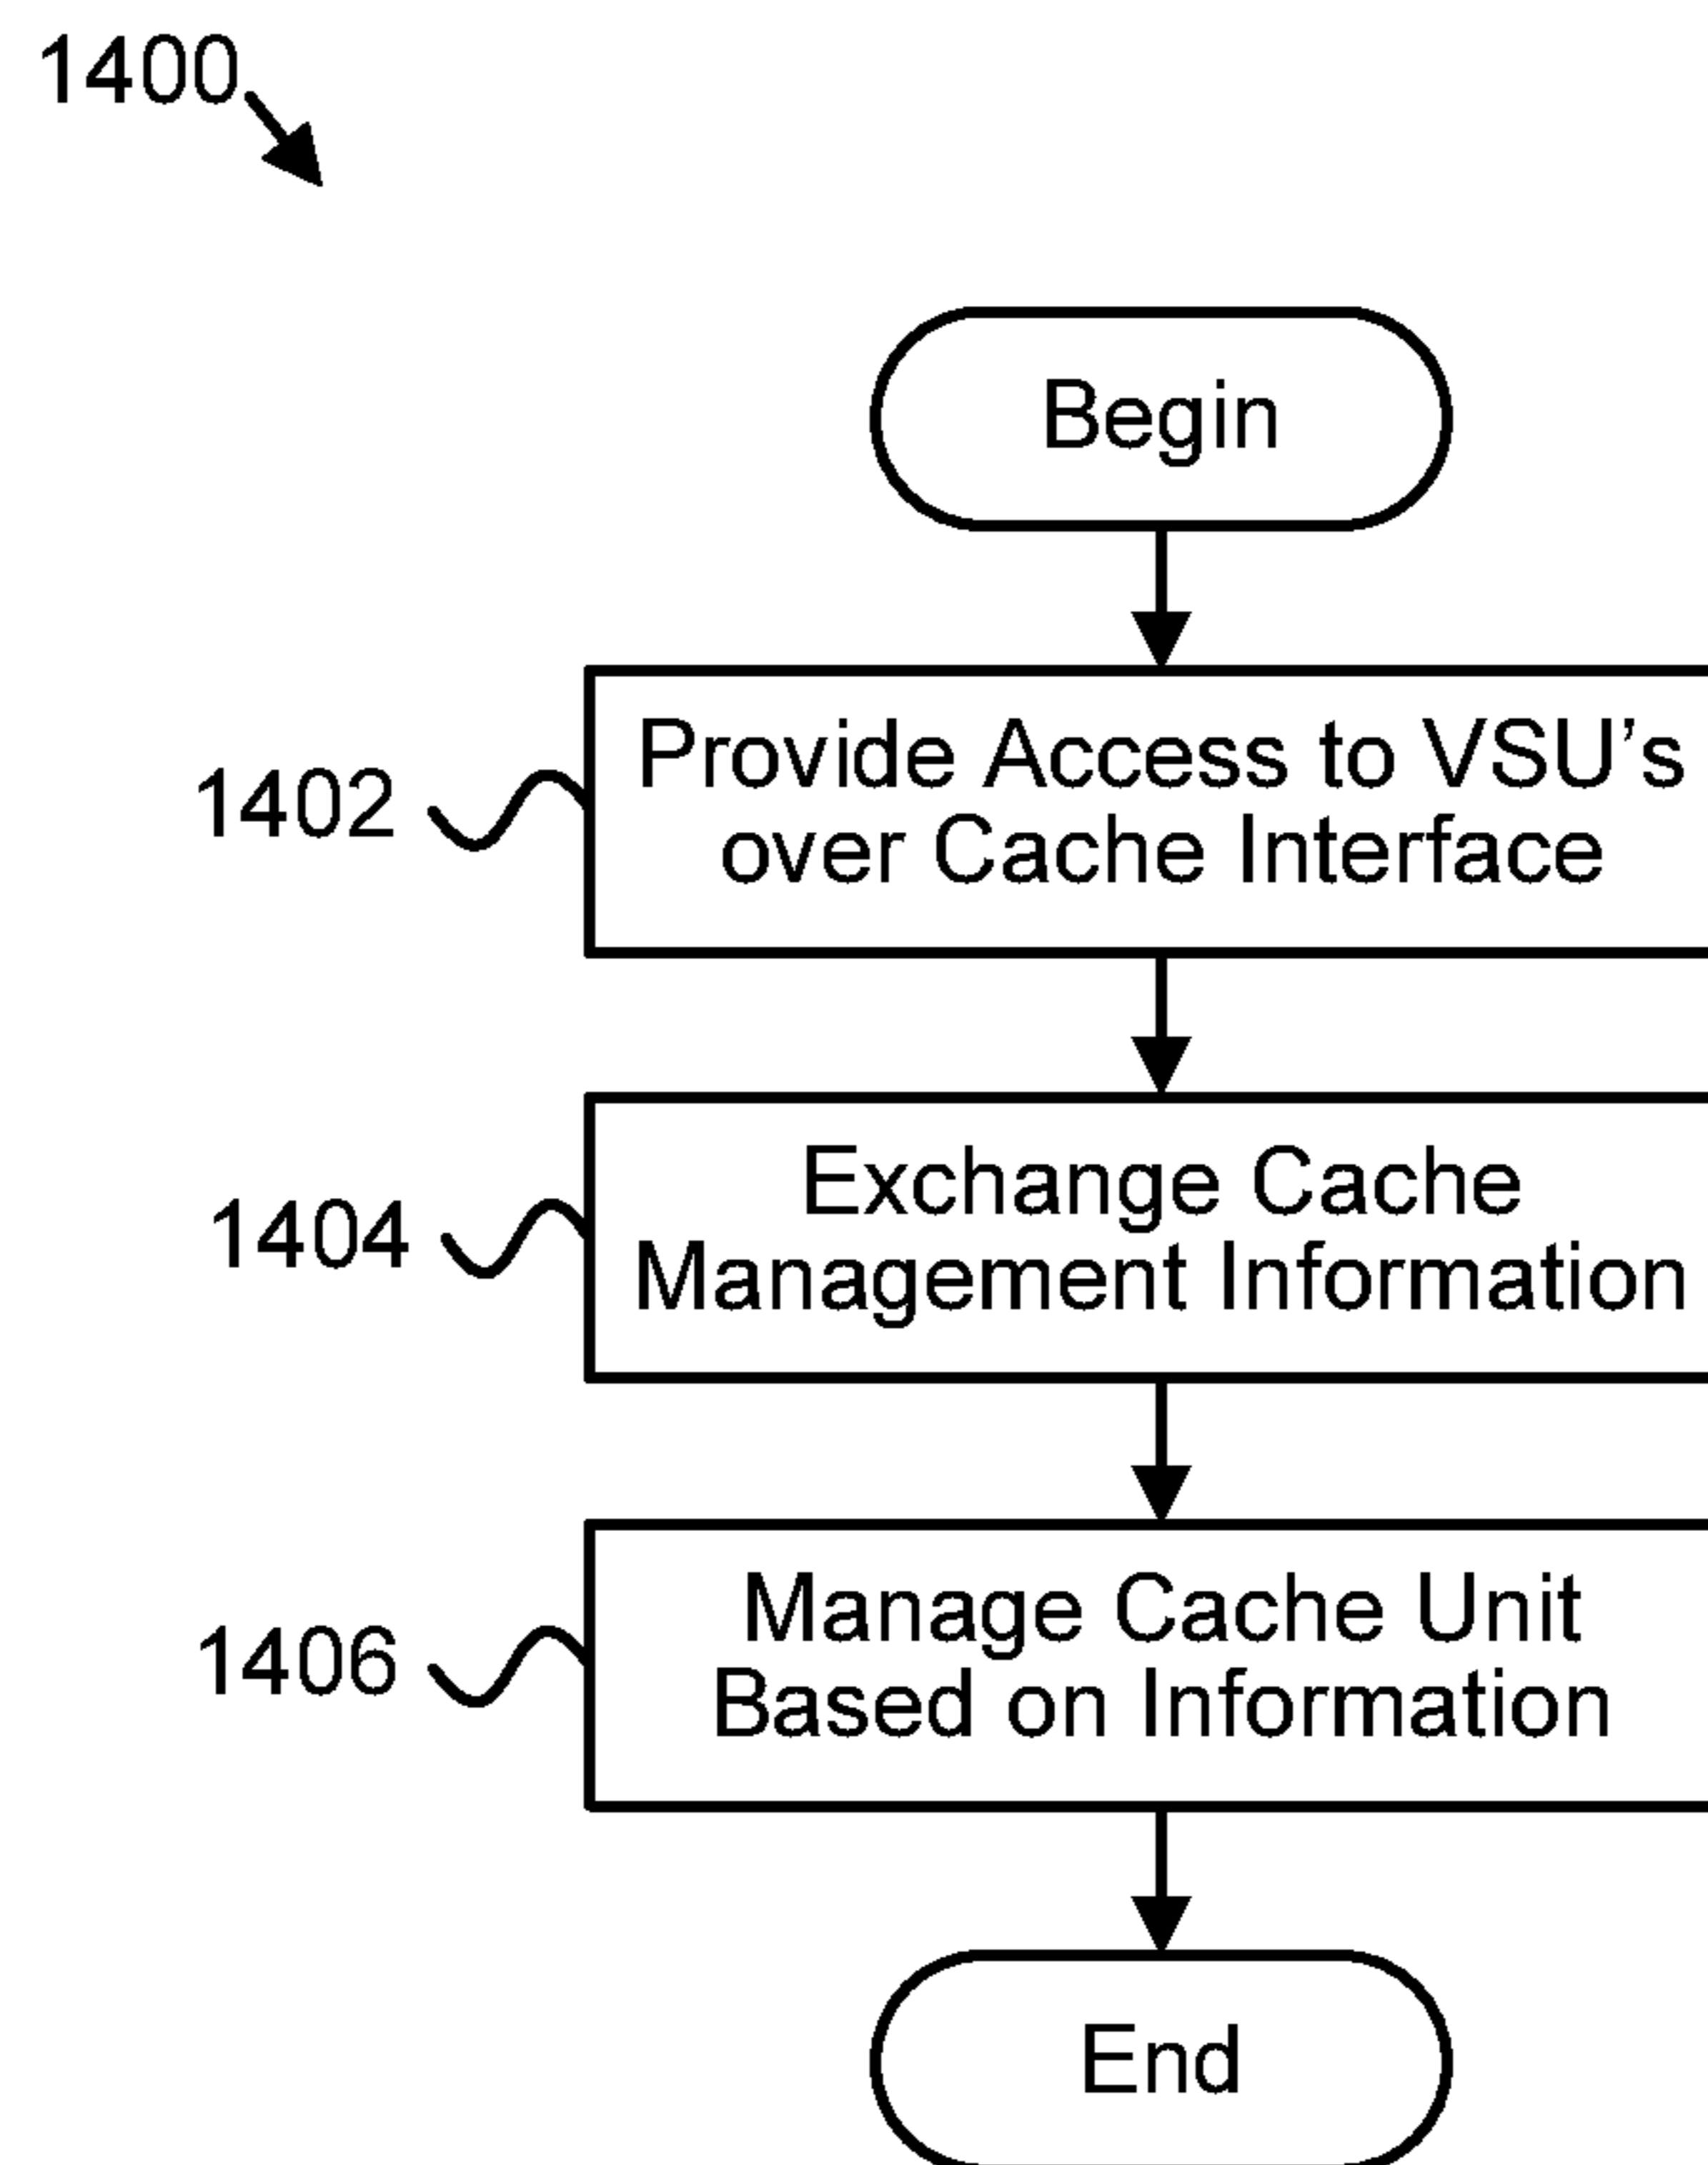 1400
Begin
1402
Provide Access to VSU's
over Cache Interface
1404
Exchange Cache
Management Information
1406
Manage Cache Unit
Based on Information
End